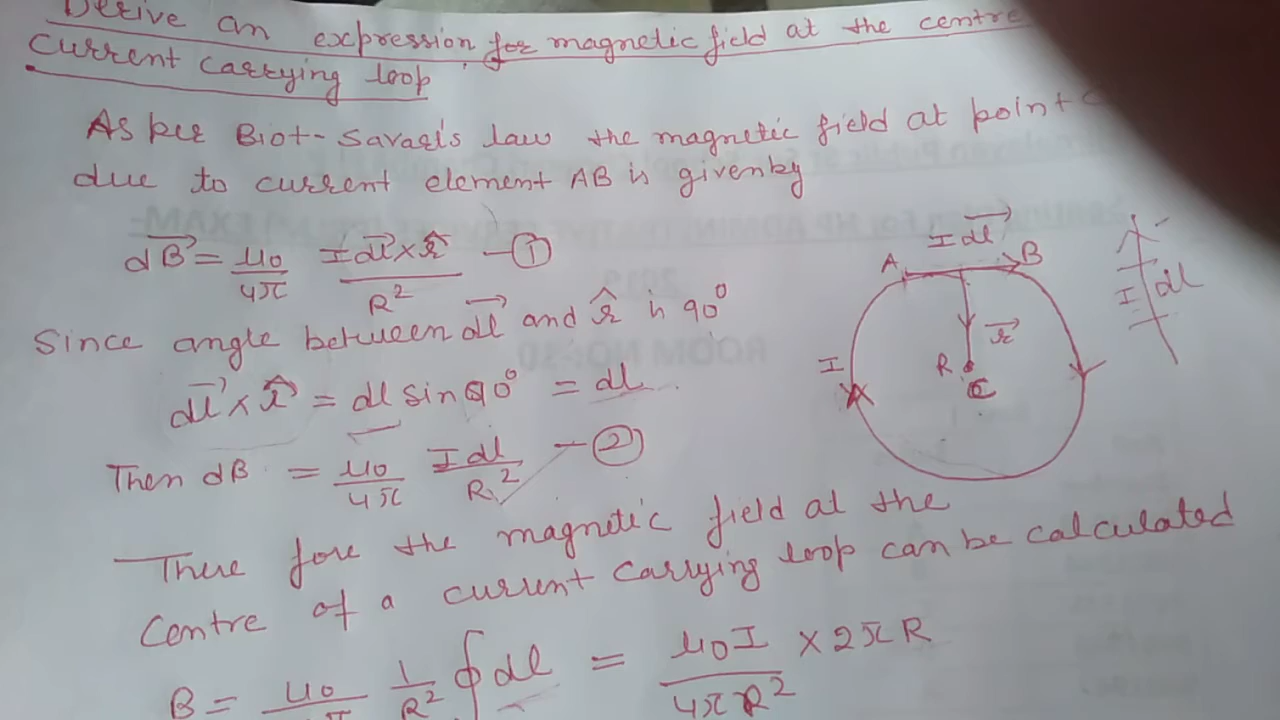 Derive an expression for magnetic field at the centre
current carrying loop.
As per Biot-Savart's law the magnetic field at point C
due to current element AB is given by
→dB = μ0/4π I→dl×r̂/R² —①
Since angle between →dl and r̂ is 90°
→dl × r̂ = dl sin 90° = dl.
Then dB = μ0/4π Idl/R² —②
There fore the magnetic field at the
Centre of a current carrying loop can be calculated
B = μ0/4π 1/R² ∮dl = μ0I/4πR² × 2πR
I→dl
A B
I →r
R
C
I dl